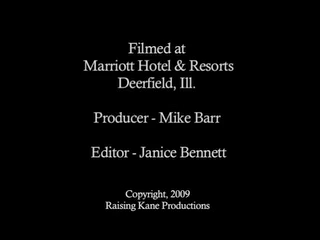 Filmed at
Marriott Hotel & Resorts
Deerfield, Ill.
Producer - Mike Barr
Editor - Janice Bennett
Copyright, 2009
Raising Kane Productions